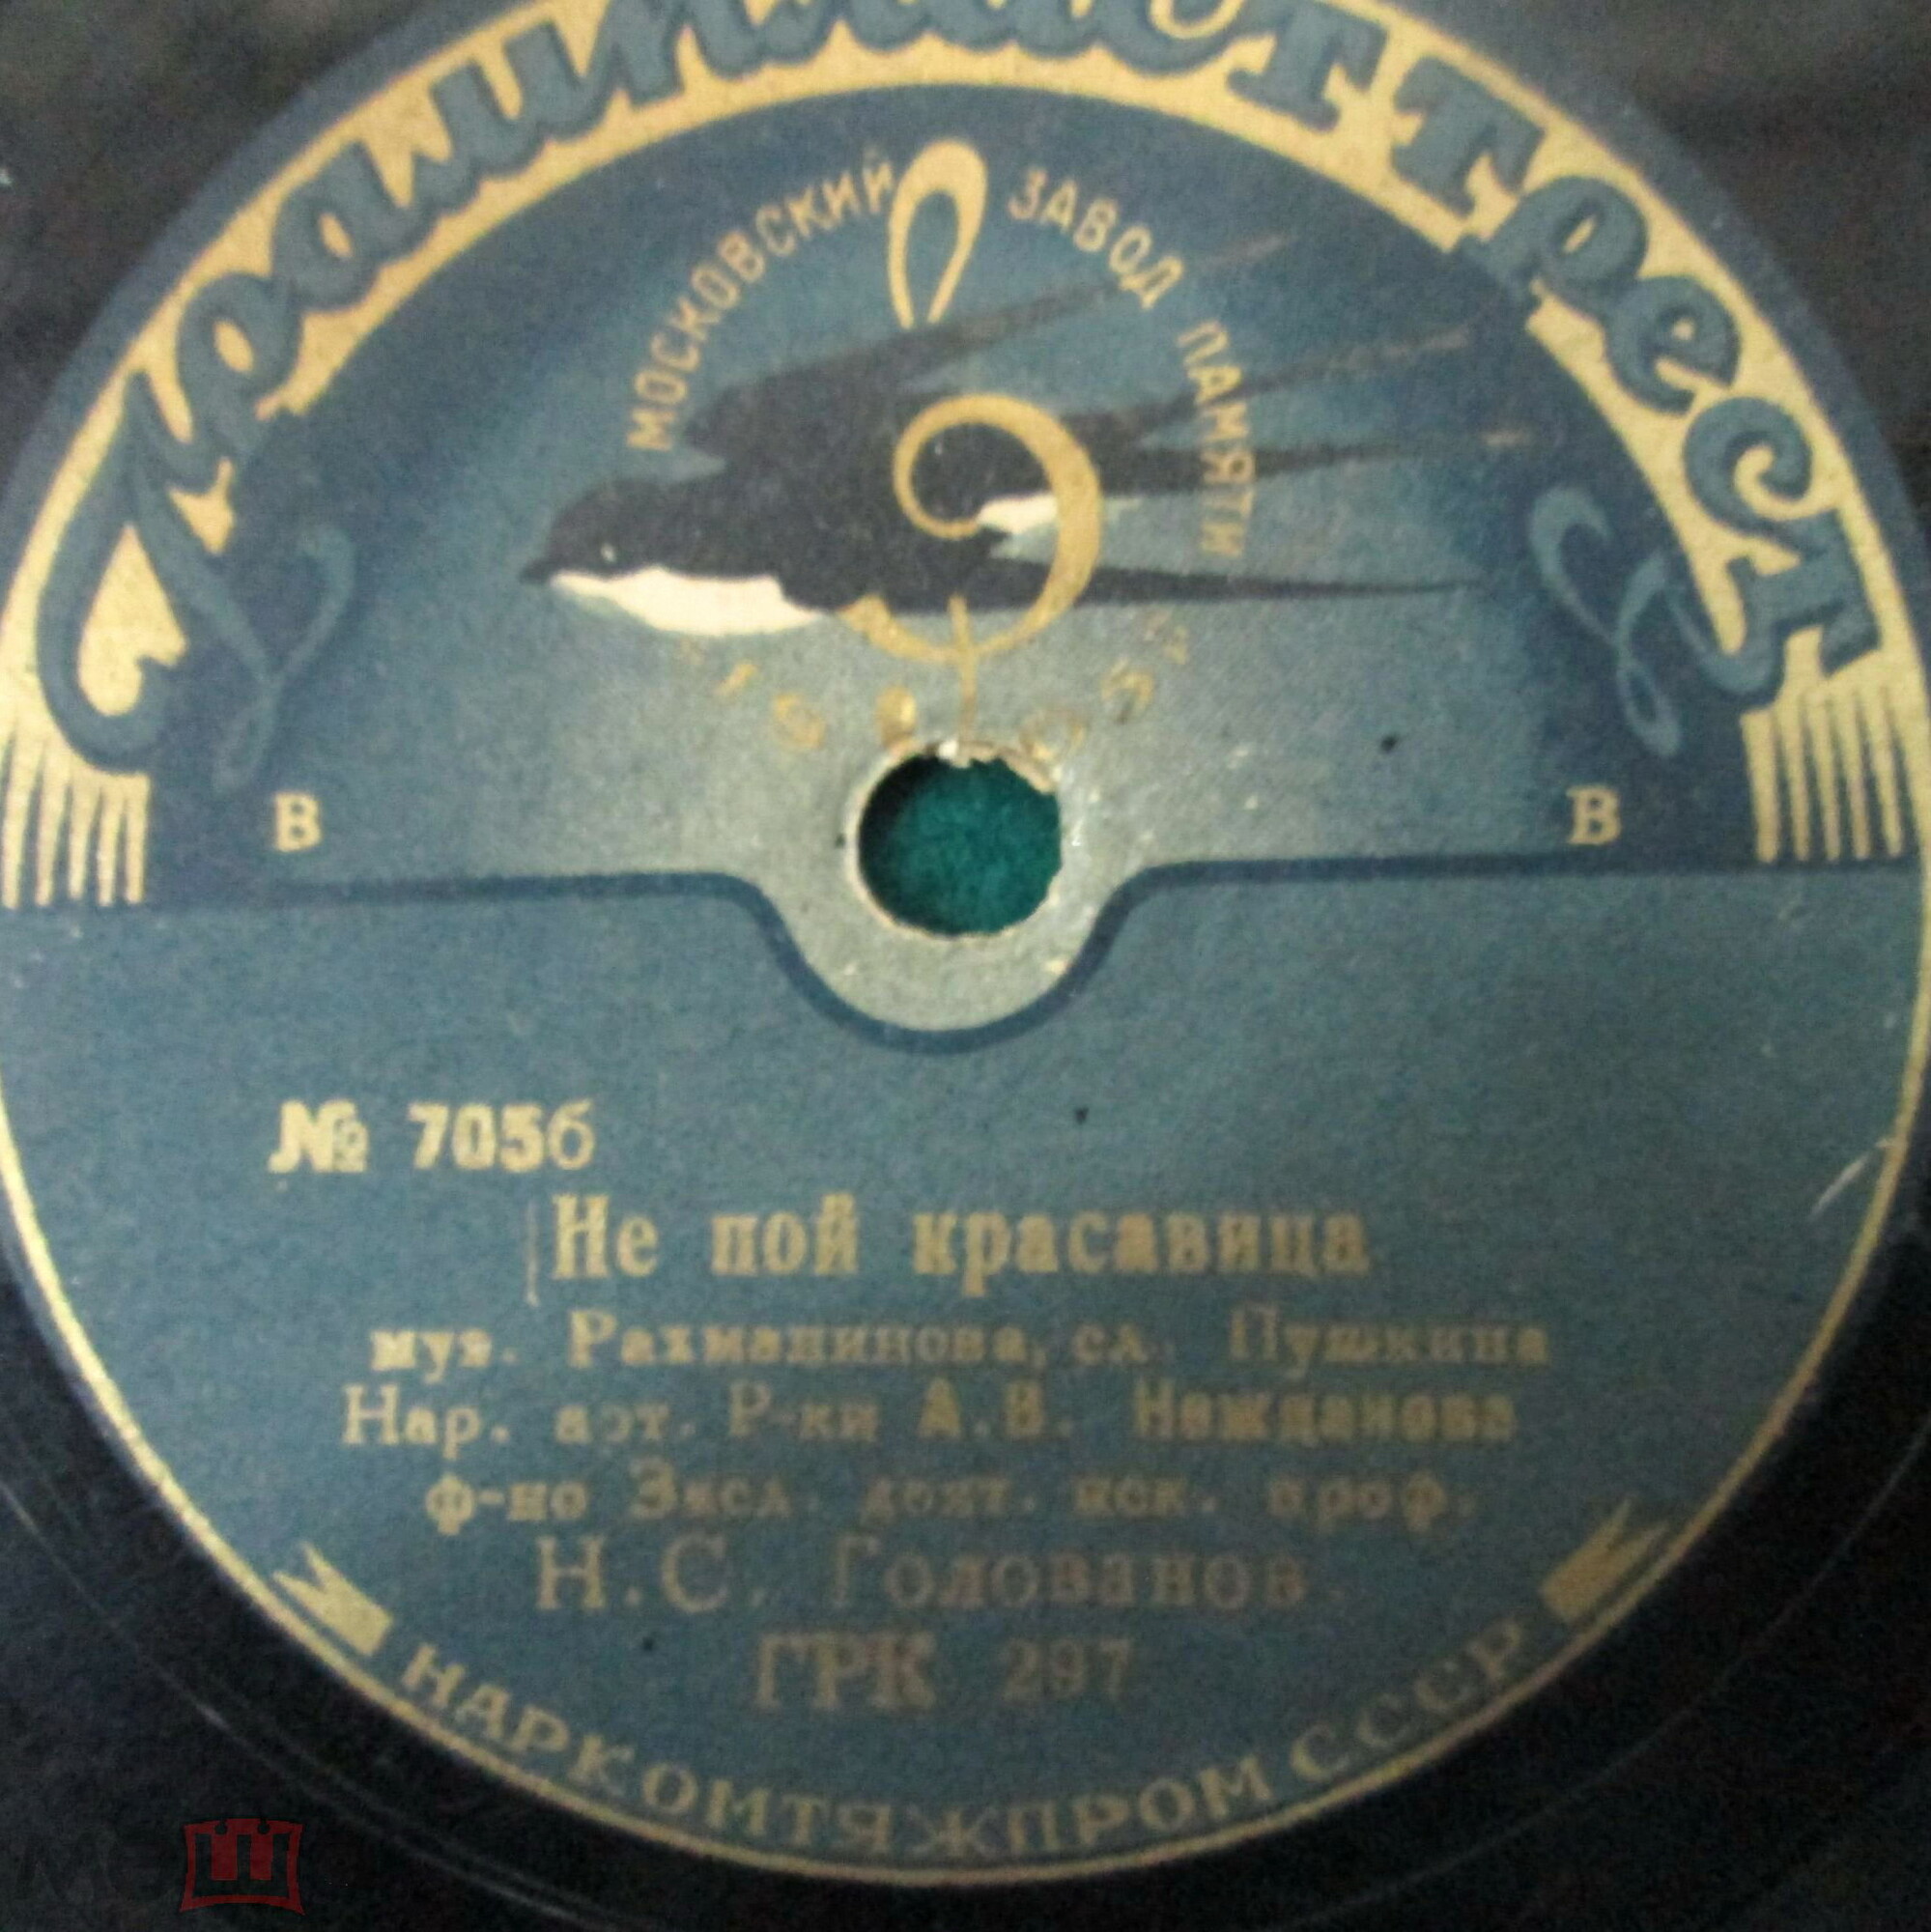 Грампласттрест
МОСКОВСКИЙ ЗАВОД ПАМЯТИ
"1905 г."
В В
№ 7056
Не пой красавица
муз. Рахманинова, сл. Пушкина
Нар. арт. Р-ки А.В. Нежданова
ф-но Засл. деят. иск. проф.
Н.С. Голованов.
ГРК 297
НАРКОМТЯЖПРОМ СССР